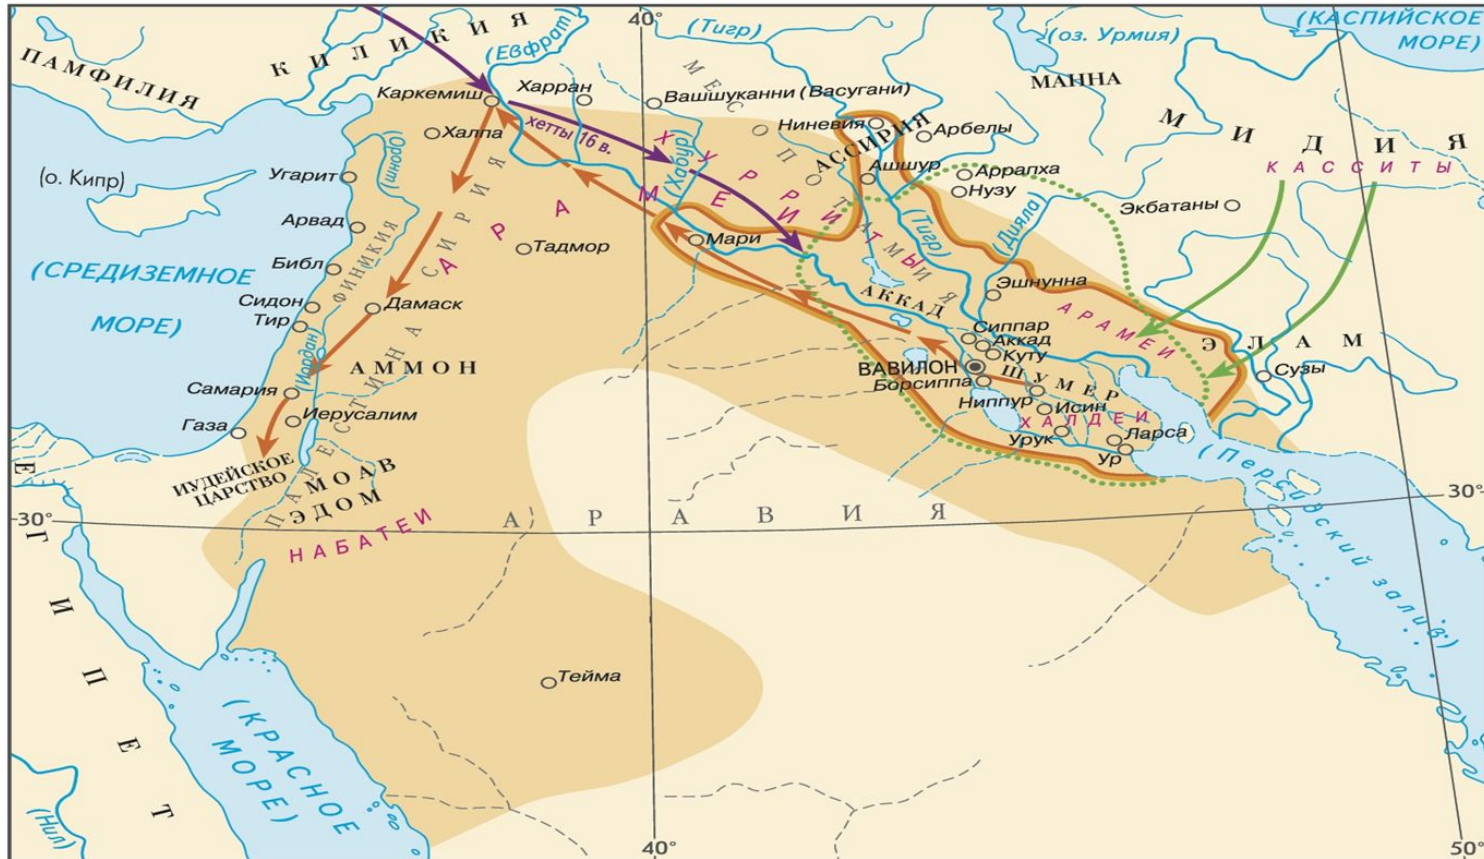 (КАСПИЙСКОЕ
МОРЕ)
40°
(Тигр)
(оз. Урмия)
(Евфрат)
КИЛИКИЯ
ПАМФИЛИЯ
МАННА
МИДИЯ
Каркемиш
Харран
Вашшуканни (Васугани)
хетты 16 в.
Халпа
(Оронт)
(Хабур)
МЕСОПОТАМИЯ
ХУРРИТЫ
Ниневия
АССИРИЯ
Арбелы
Ашшур
Аррапха
Нузу
КАССИТЫ
Экбатаны
(о. Кипр)
Угарит
Арвад
СИРИЯ
АРАМЕИ
Тадмор
Мари
(Тигр)
(Дияла)
(СРЕДИЗЕМНОЕ
МОРЕ)
Библ
ФИНИКИЯ
Сидон
Тир
Дамаск
АККАД
Эшнунна
АРАМЕИ
ЭЛАМ
Сузы
Сиппар
Аккад
Куту
ВАВИЛОН
Борсиппа
ШУМЕР
Ниппур
Исин
ХАЛДЕИ
Урук
Ларса
Ур
(Иордан)
АММОН
Самария
Иерусалим
Газа
ПАЛЕСТИНА
ИУДЕЙСКОЕ
ЦАРСТВО
МОАВ
ЭДОМ
НАБАТЕИ
(Персидский залив)
30°
30°
АРАВИЯ
ЕГИПЕТ
Тейма
(КРАСНОЕ
МОРЕ)
(Нил)
40°
50°